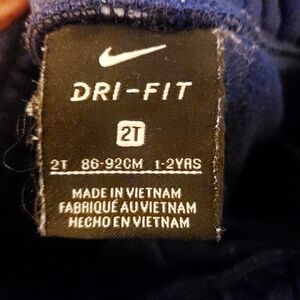 DRI-FIT
2T
2T 86-92CM 1-2YRS
MADE IN VIETNAM
FABRIQUÉ AU VIETNAM
HECHO EN VIETNAM